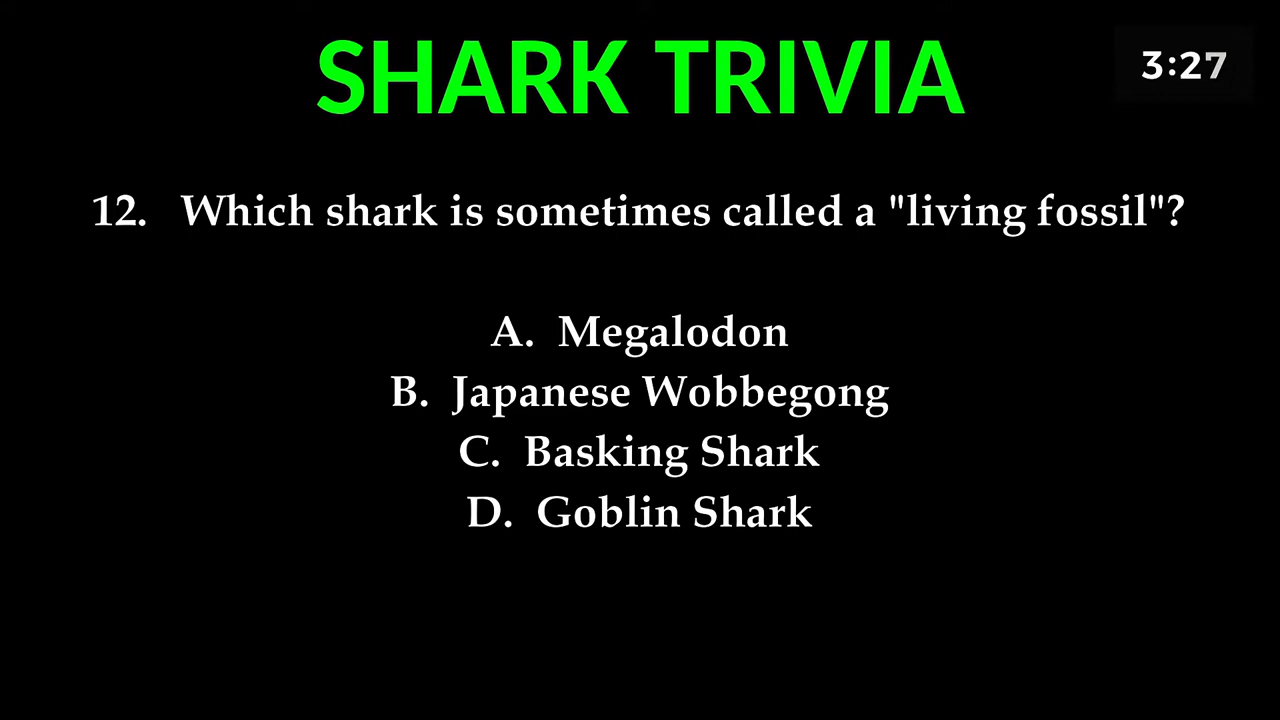 SHARK TRIVIA
3:27
12. Which shark is sometimes called a "living fossil"?
A. Megalodon
B. Japanese Wobbegong
C. Basking Shark
D. Goblin Shark